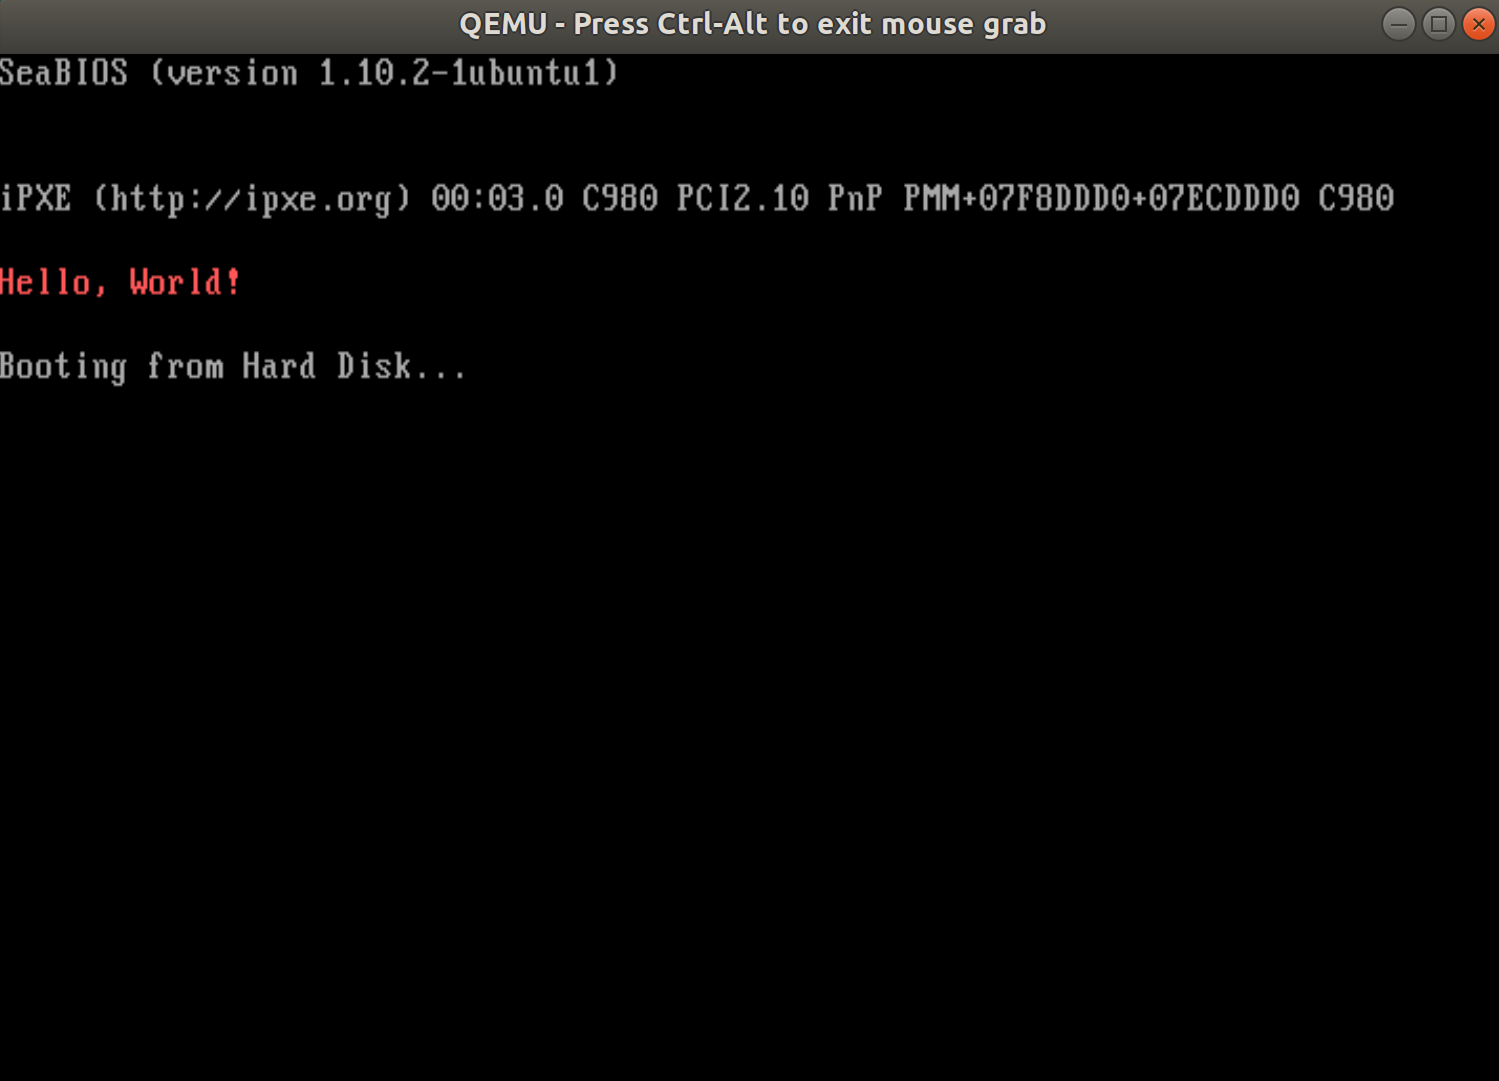 QEMU - Press Ctrl-Alt to exit mouse grab
SeaBIOS (version 1.10.2-1ubuntu1)
iPXE (http://ipxe.org) 00:03.0 C980 PCI2.10 PnP PMM+07F8DDD0+07ECDDD0 C980
Hello, World!
Booting from Hard Disk...